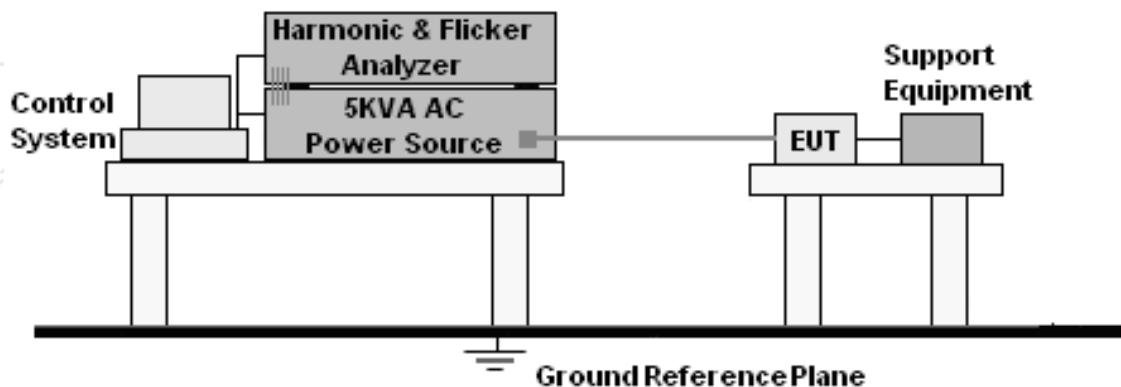 Harmonic & Flicker
Analyzer
5KVA AC
Power Source
Control
System
EUT
Support
Equipment
Ground Reference Plane